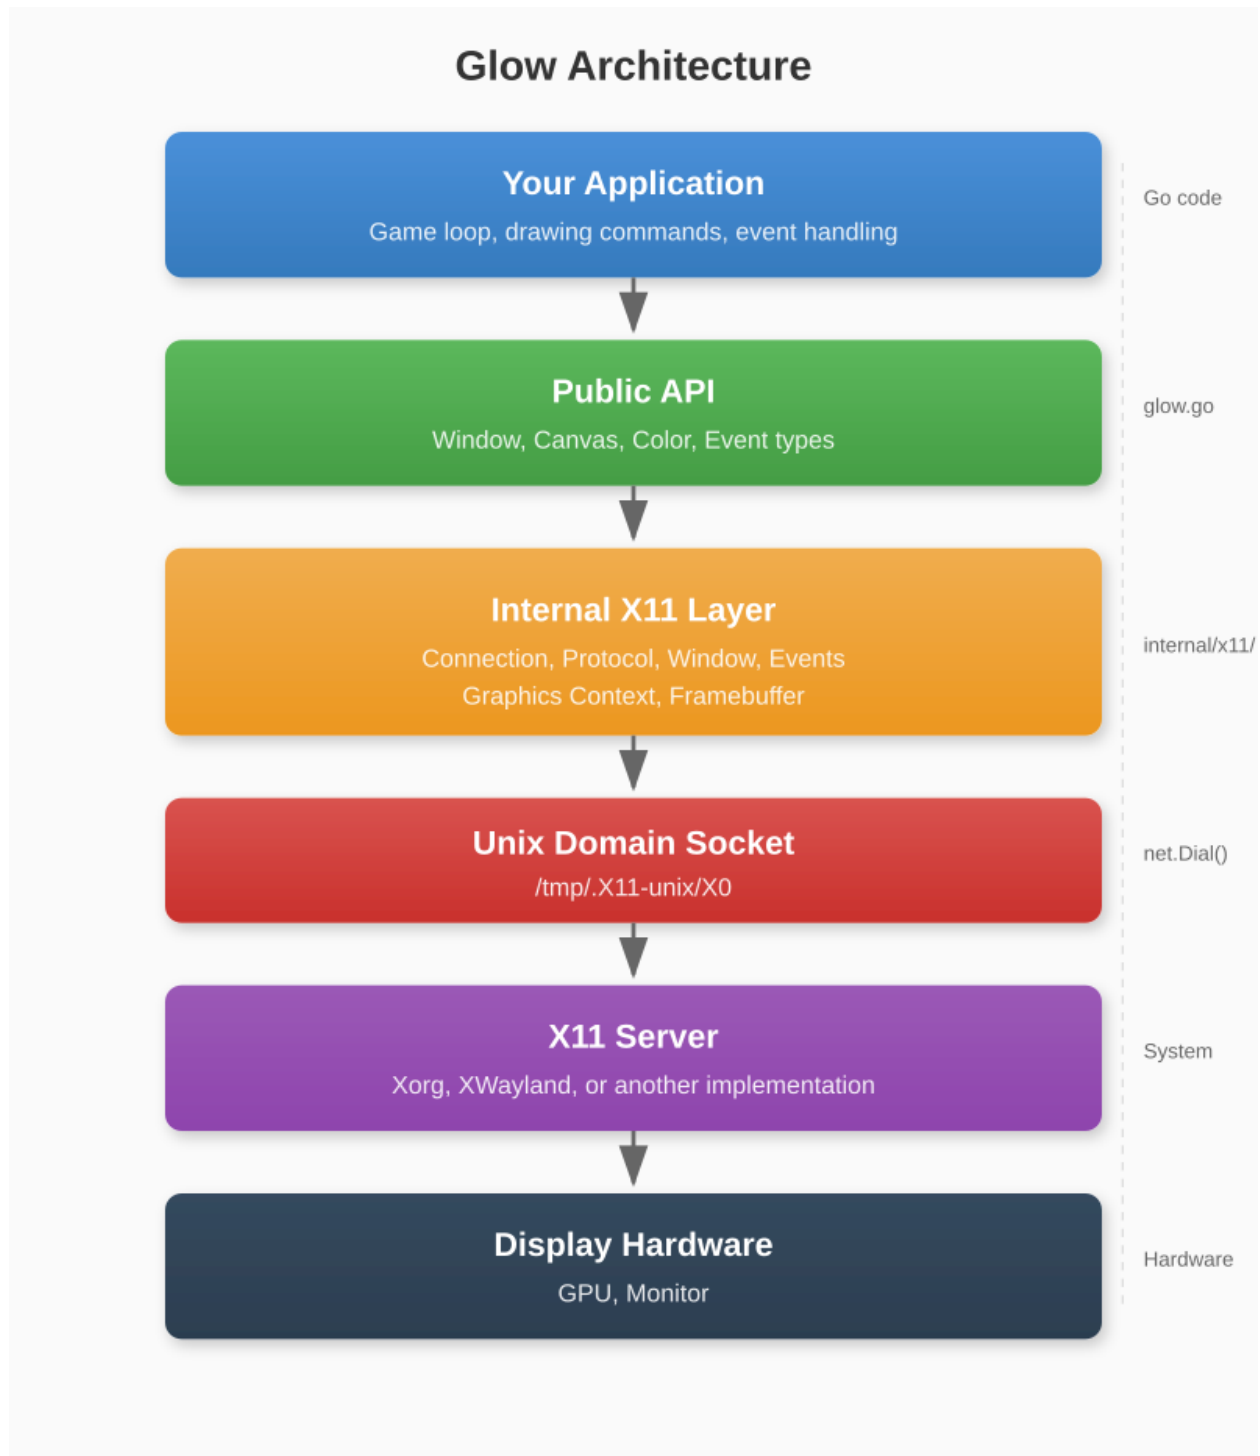 Glow Architecture
Your Application
Game loop, drawing commands, event handling
Go code
Public API
Window, Canvas, Color, Event types
glow.go
Internal X11 Layer
Connection, Protocol, Window, Events
Graphics Context, Framebuffer
internal/x11/
Unix Domain Socket
/tmp/.X11-unix/X0
net.Dial()
X11 Server
Xorg, XWayland, or another implementation
System
Display Hardware
GPU, Monitor
Hardware